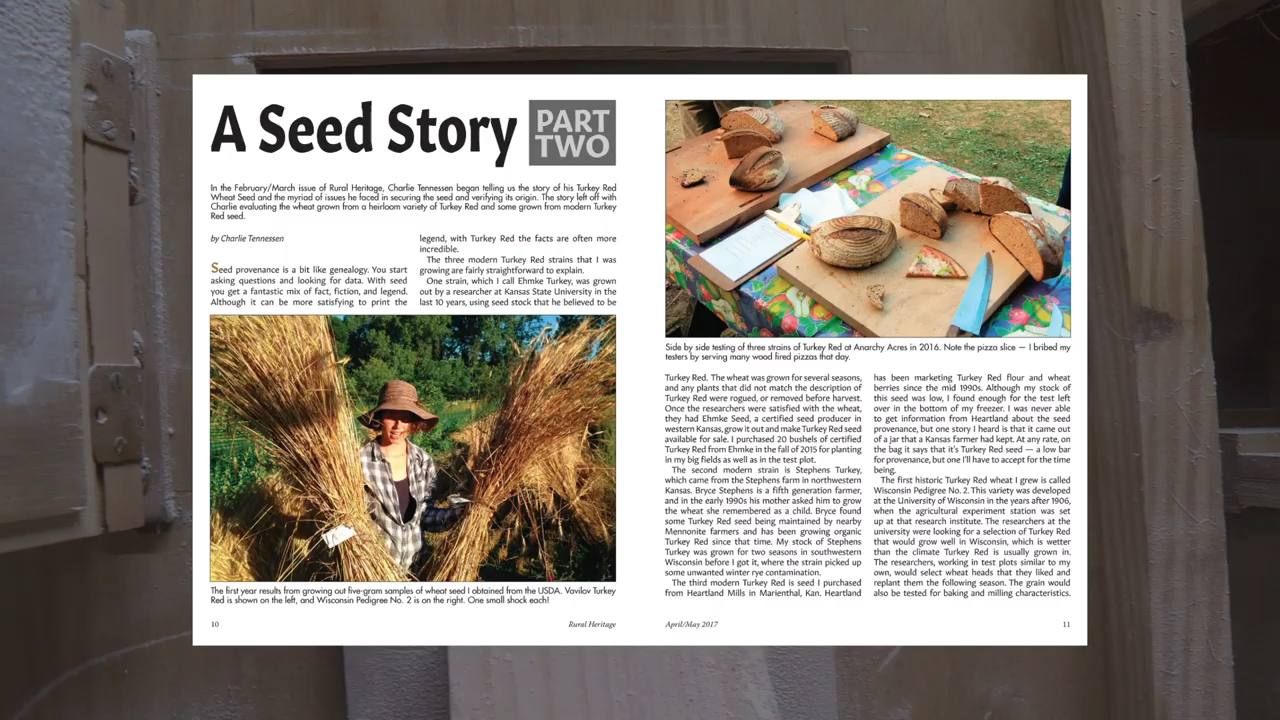 A Seed Story
PART
TWO
In the February/March issue of Rural Heritage, Charlie Tennessen began telling us the story of his Turkey Red
Wheat Seed and the myriad of issues he faced in securing the seed and verifying its origin. The story left off with
Charlie evaluating the wheat grown from a heirloom variety of Turkey Red and some grown from modern Turkey
Red seed.
by Charlie Tennessen
Seed provenance is a bit like genealogy. You start
asking questions and looking for data. With seed
you get a fantastic mix of fact, fiction, and legend.
Although it can be more satisfying to print the
legend, with Turkey Red the facts are often more
incredible.
The three modern Turkey Red strains that I was
growing are fairly straightforward to explain.
One strain, which I call Ehmke Turkey, was grown
out by a researcher at Kansas State University in the
last 10 years, using seed stock that he believed to be
The first year results from growing out five-gram samples of wheat seed I obtained from the USDA. Vavilov Turkey
Red is shown on the left, and Wisconsin Pedigree No. 2 is on the right. One small shock each!
10
Rural Heritage
Side by side testing of three strains of Turkey Red at Anarchy Acres in 2016. Note the pizza slice — I bribed my
testers by serving many wood fired pizzas that day.
Turkey Red. The wheat was grown for several seasons,
and any plants that did not match the description of
Turkey Red were rogued, or removed before harvest.
Once the researchers were satisfied with the wheat,
they had Ehmke Seed, a certified seed producer in
western Kansas, grow it out and make Turkey Red seed
available for sale. I purchased 20 bushels of certified
Turkey Red from Ehmke in the fall of 2015 for planting
in my big fields as well as in the test plot.
The second modern strain is Stephens Turkey,
which came from the Stephens farm in northwestern
Kansas. Bryce Stephens is a fifth generation farmer,
and in the early 1990s his mother asked him to grow
the wheat she remembered as a child. Bryce found
some Turkey Red seed being maintained by nearby
Mennonite farmers and has been growing organic
Turkey Red since that time. My stock of Stephens
Turkey was grown for two seasons in southwestern
Wisconsin before I got it, where the strain picked up
some unwanted winter rye contamination.
The third modern Turkey Red is seed I purchased
from Heartland Mills in Marienthal, Kan. Heartland
has been marketing Turkey Red flour and wheat
berries since the mid 1990s. Although my stock of
this seed was low, I found enough for the test left
over in the bottom of my freezer. I was never able
to get information from Heartland about the seed
provenance, but one story I heard is that it came out
of a jar that a Kansas farmer had kept. At any rate, on
the bag it says that it's Turkey Red seed — a low bar
for provenance, but one I'll have to accept for the time
being.
The first historic Turkey Red wheat I grew is called
Wisconsin Pedigree No. 2. This variety was developed
at the University of Wisconsin in the years after 1906,
when the agricultural experiment station was set
up at that research institute. The researchers at the
university were looking for a selection of Turkey Red
that would grow well in Wisconsin, which is wetter
than the climate Turkey Red is usually grown in.
The researchers, working in test plots similar to my
own, would select wheat heads that they liked and
replant them the following season. The grain would
also be tested for baking and milling characteristics.
April/May 2017
11